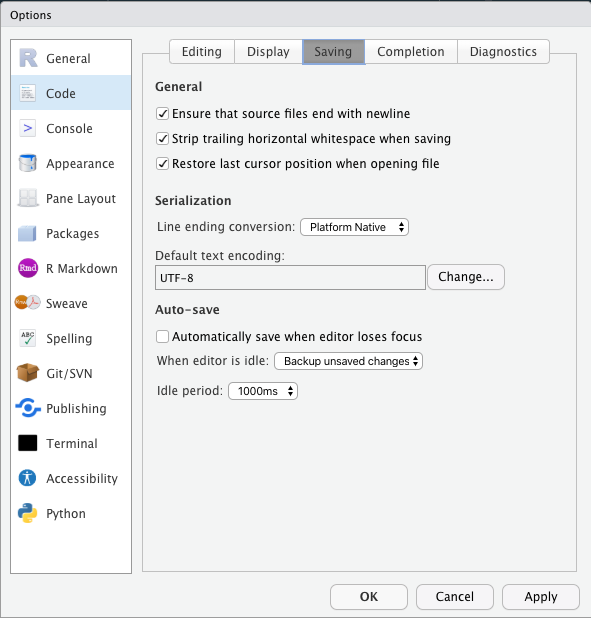 Options
General
Code
Console
Appearance
Pane Layout
Packages
R Markdown
Sweave
Spelling
Git/SVN
Publishing
Terminal
Accessibility
Python
Editing Display Saving Completion Diagnostics
General
Ensure that source files end with newline
Strip trailing horizontal whitespace when saving
Restore last cursor position when opening file
Serialization
Line ending conversion: Platform Native
Default text encoding:
UTF-8 Change...
Auto-save
Automatically save when editor loses focus
When editor is idle: Backup unsaved changes
Idle period: 1000ms
OK Cancel Apply